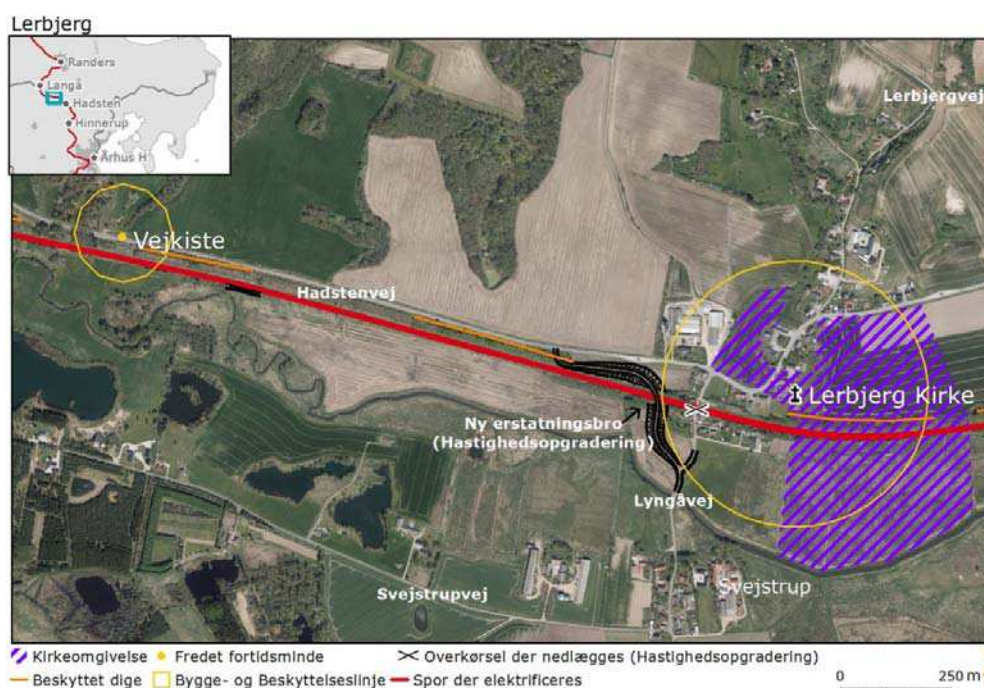 Lerbjerg
Randers
Langå
Hadsten
Hinnerup
Århus H
Lerbjergvej
Vejkiste
Hadstenvej
Lerbjerg Kirke
Ny erstatningsbro
(Hastighedsopgradering)
Lyngåvej
Svejstrupvej
Svejstrup
Kirkeomgivelse Fredet fortidsminde Overkørsel der nedlægges (Hastighedsopgradering)
Beskyttet dige Bygge- og Beskyttelseslinje Spor der elektrificeres
0 250 m